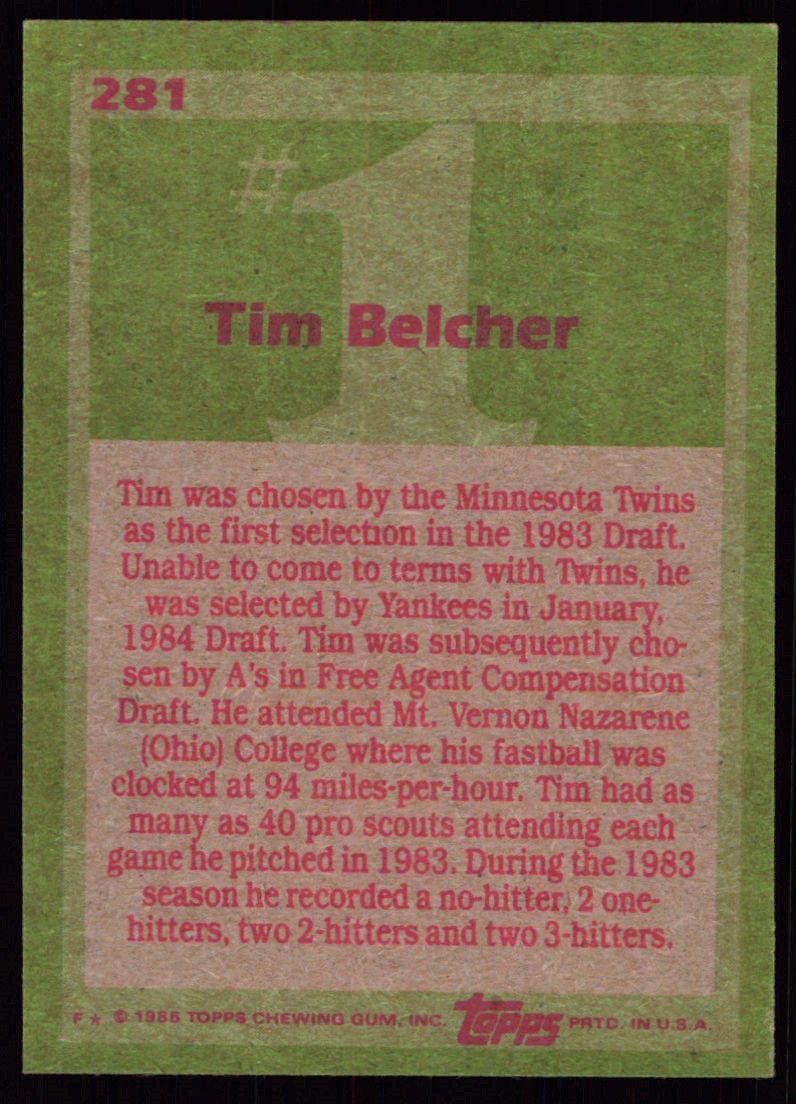 281
#1
Tim Belcher
Tim was chosen by the Minnesota Twins
as the first selection in the 1983 Draft.
Unable to come to terms with Twins, he
was selected by Yankees in January,
1984 Draft. Tim was subsequently cho-
sen by A's in Free Agent Compensation
Draft. He attended Mt. Vernon Nazarene
(Ohio) College where his fastball was
clocked at 94 miles-per-hour. Tim had as
many as 40 pro scouts attending each
game he pitched in 1983. During the 1983
season he recorded a no-hitter, 2 one-
hitters, two 2-hitters and two 3-hitters.
F ★ © 1985 TOPPS CHEWING GUM, INC. topps PRTD. IN U.S.A.